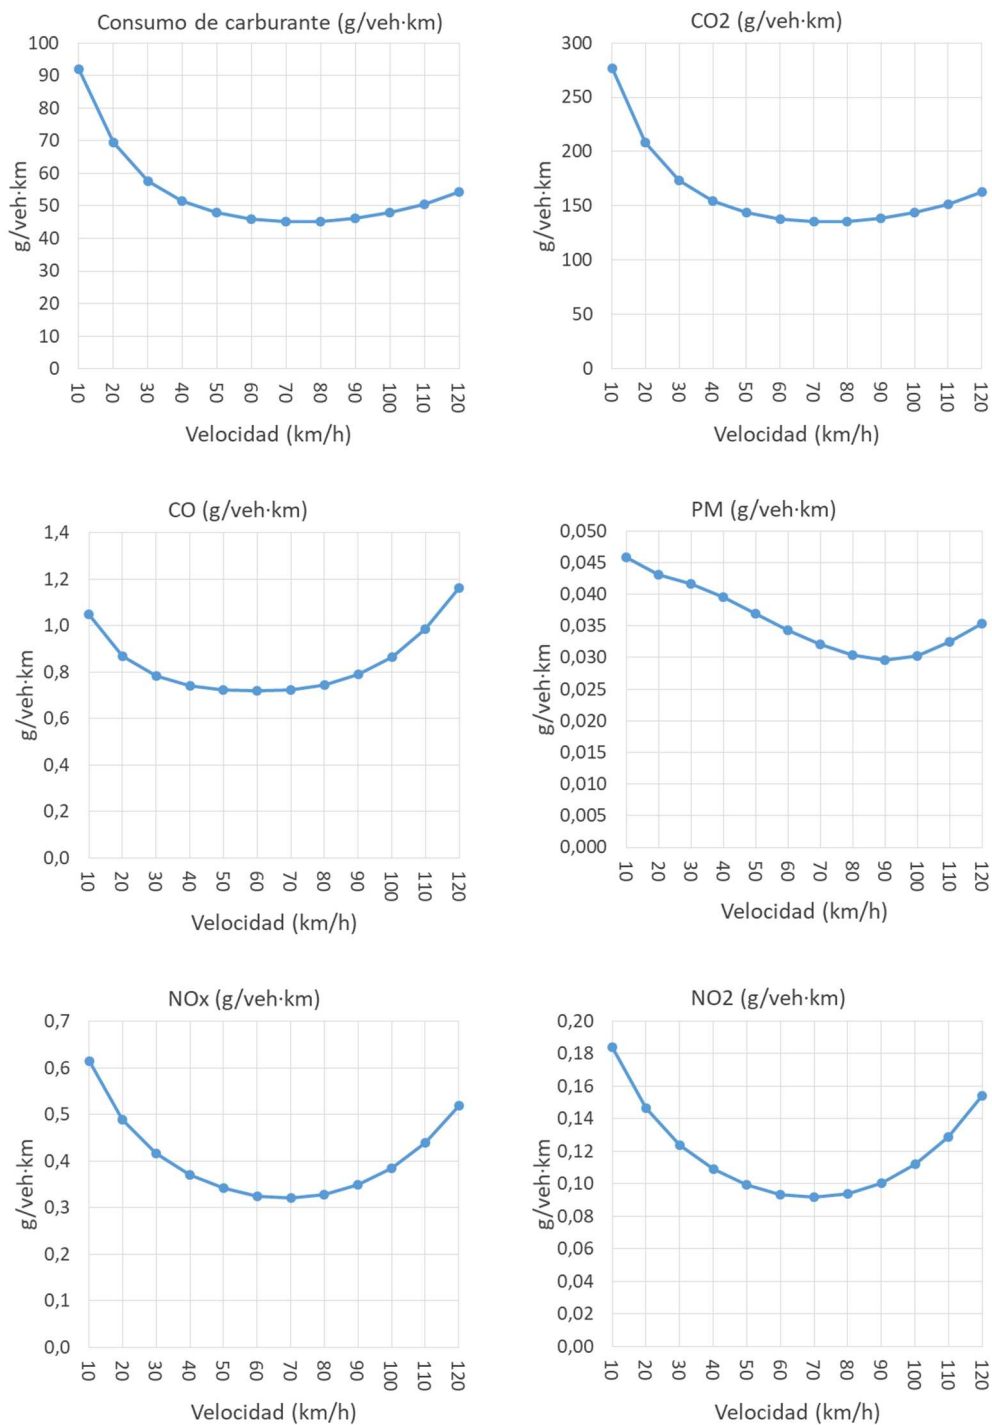 Consumo de carburante (g/veh·km)
100
90
80
70
60
50
40
30
20
10
0
g/veh·km
10 20 30 40 50 60 70 80 90 100 110 120
Velocidad (km/h)
CO2 (g/veh·km)
300
250
200
150
100
50
0
g/veh·km
10 20 30 40 50 60 70 80 90 100 110 120
Velocidad (km/h)
CO (g/veh·km)
1,4
1,2
1,0
0,8
0,6
0,4
0,2
0,0
g/veh·km
10 20 30 40 50 60 70 80 90 100 110 120
Velocidad (km/h)
PM (g/veh·km)
0,050
0,045
0,040
0,035
0,030
0,025
0,020
0,015
0,010
0,005
0,000
g/veh·km
10 20 30 40 50 60 70 80 90 100 110 120
Velocidad (km/h)
NOx (g/veh·km)
0,7
0,6
0,5
0,4
0,3
0,2
0,1
0,0
g/veh·km
10 20 30 40 50 60 70 80 90 100 110 120
Velocidad (km/h)
NO2 (g/veh·km)
0,20
0,18
0,16
0,14
0,12
0,10
0,08
0,06
0,04
0,02
0,00
g/veh·km
10 20 30 40 50 60 70 80 90 100 110 120
Velocidad (km/h)